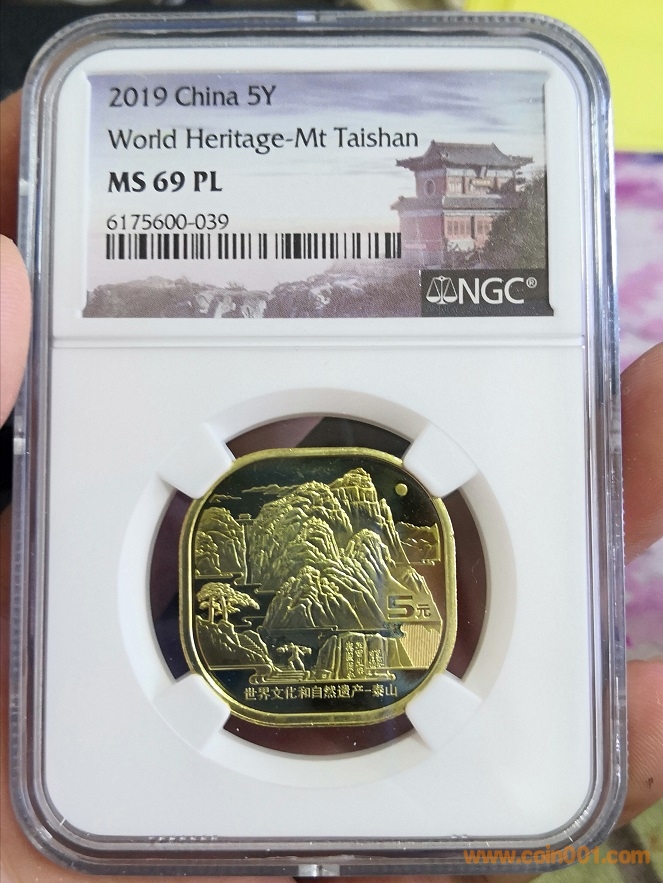 2019 China 5Y
World Heritage-Mt Taishan
MS 69 PL
6175600-039
NGC®
5元
世界文化和自然遗产-泰山
www.coin001.com